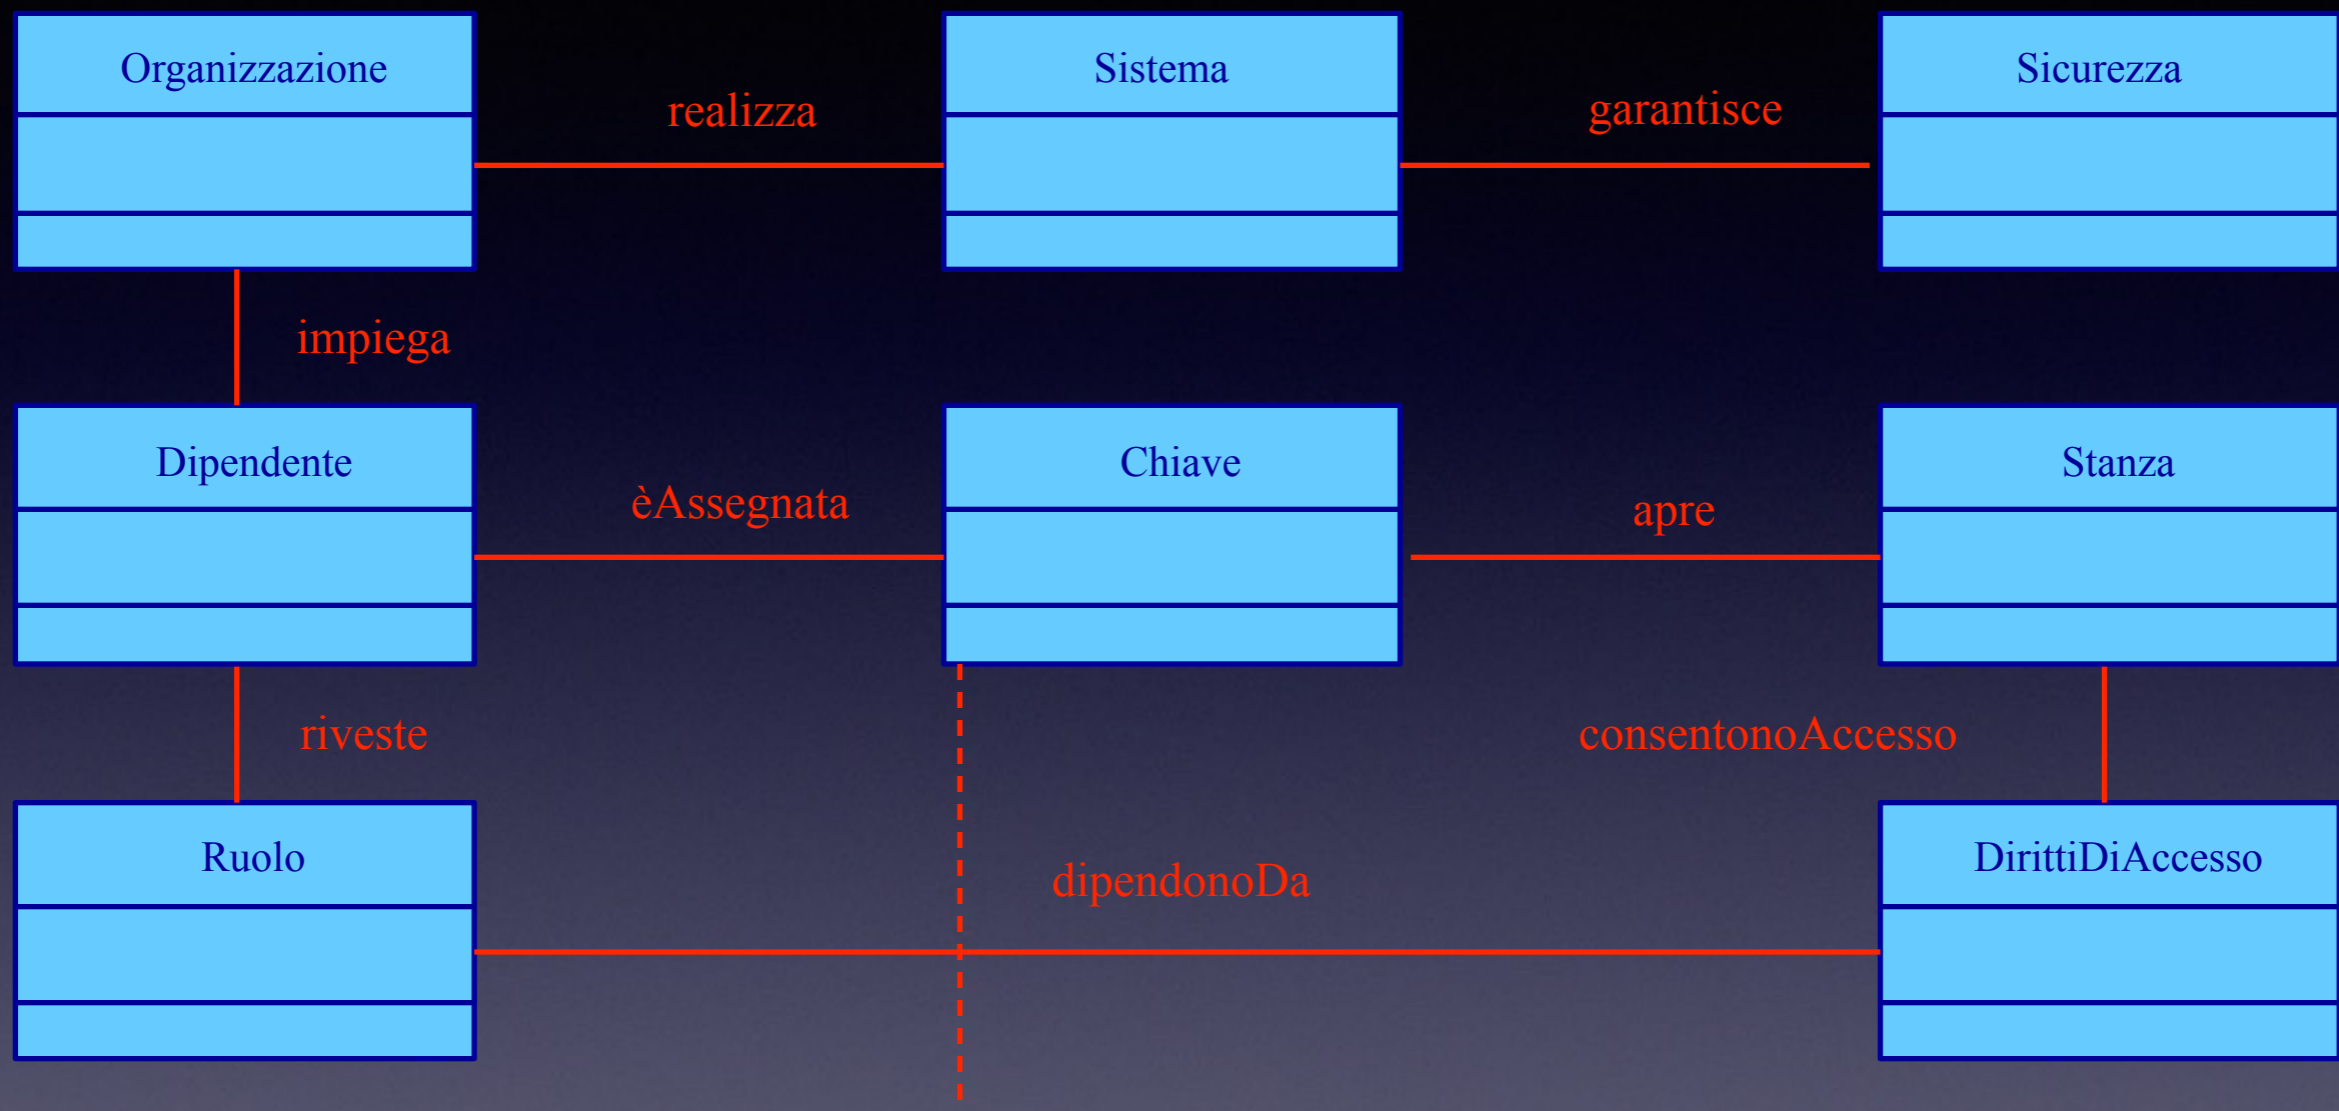 Organizzazione
Sistema
Sicurezza
realizza
garantisce
impiega
Dipendente
Chiave
Stanza
èAssegnata
apre
riveste
consentonoAccesso
Ruolo
dipendonoDa
DirittiDiAccesso